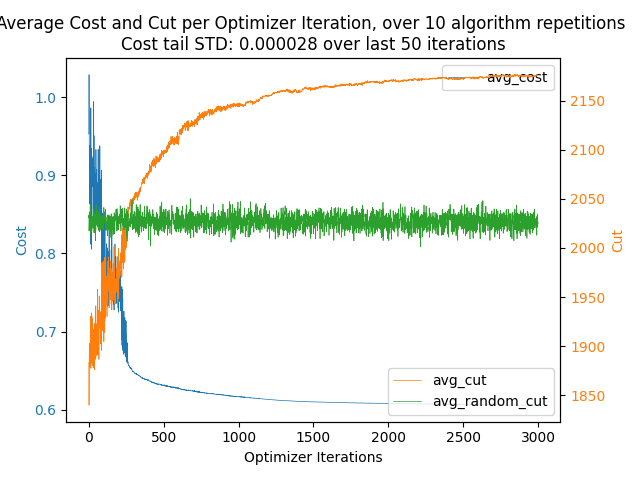 Average Cost and Cut per Optimizer Iteration, over 10 algorithm repetitions
Cost tail STD: 0.000028 over last 50 iterations
avg_cost
1.0
0.9
0.8
0.7
0.6
Cost
2150
2100
2050
2000
1950
1900
1850
Cut
avg_cut
avg_random_cut
0 500 1000 1500 2000 2500 3000
Optimizer Iterations